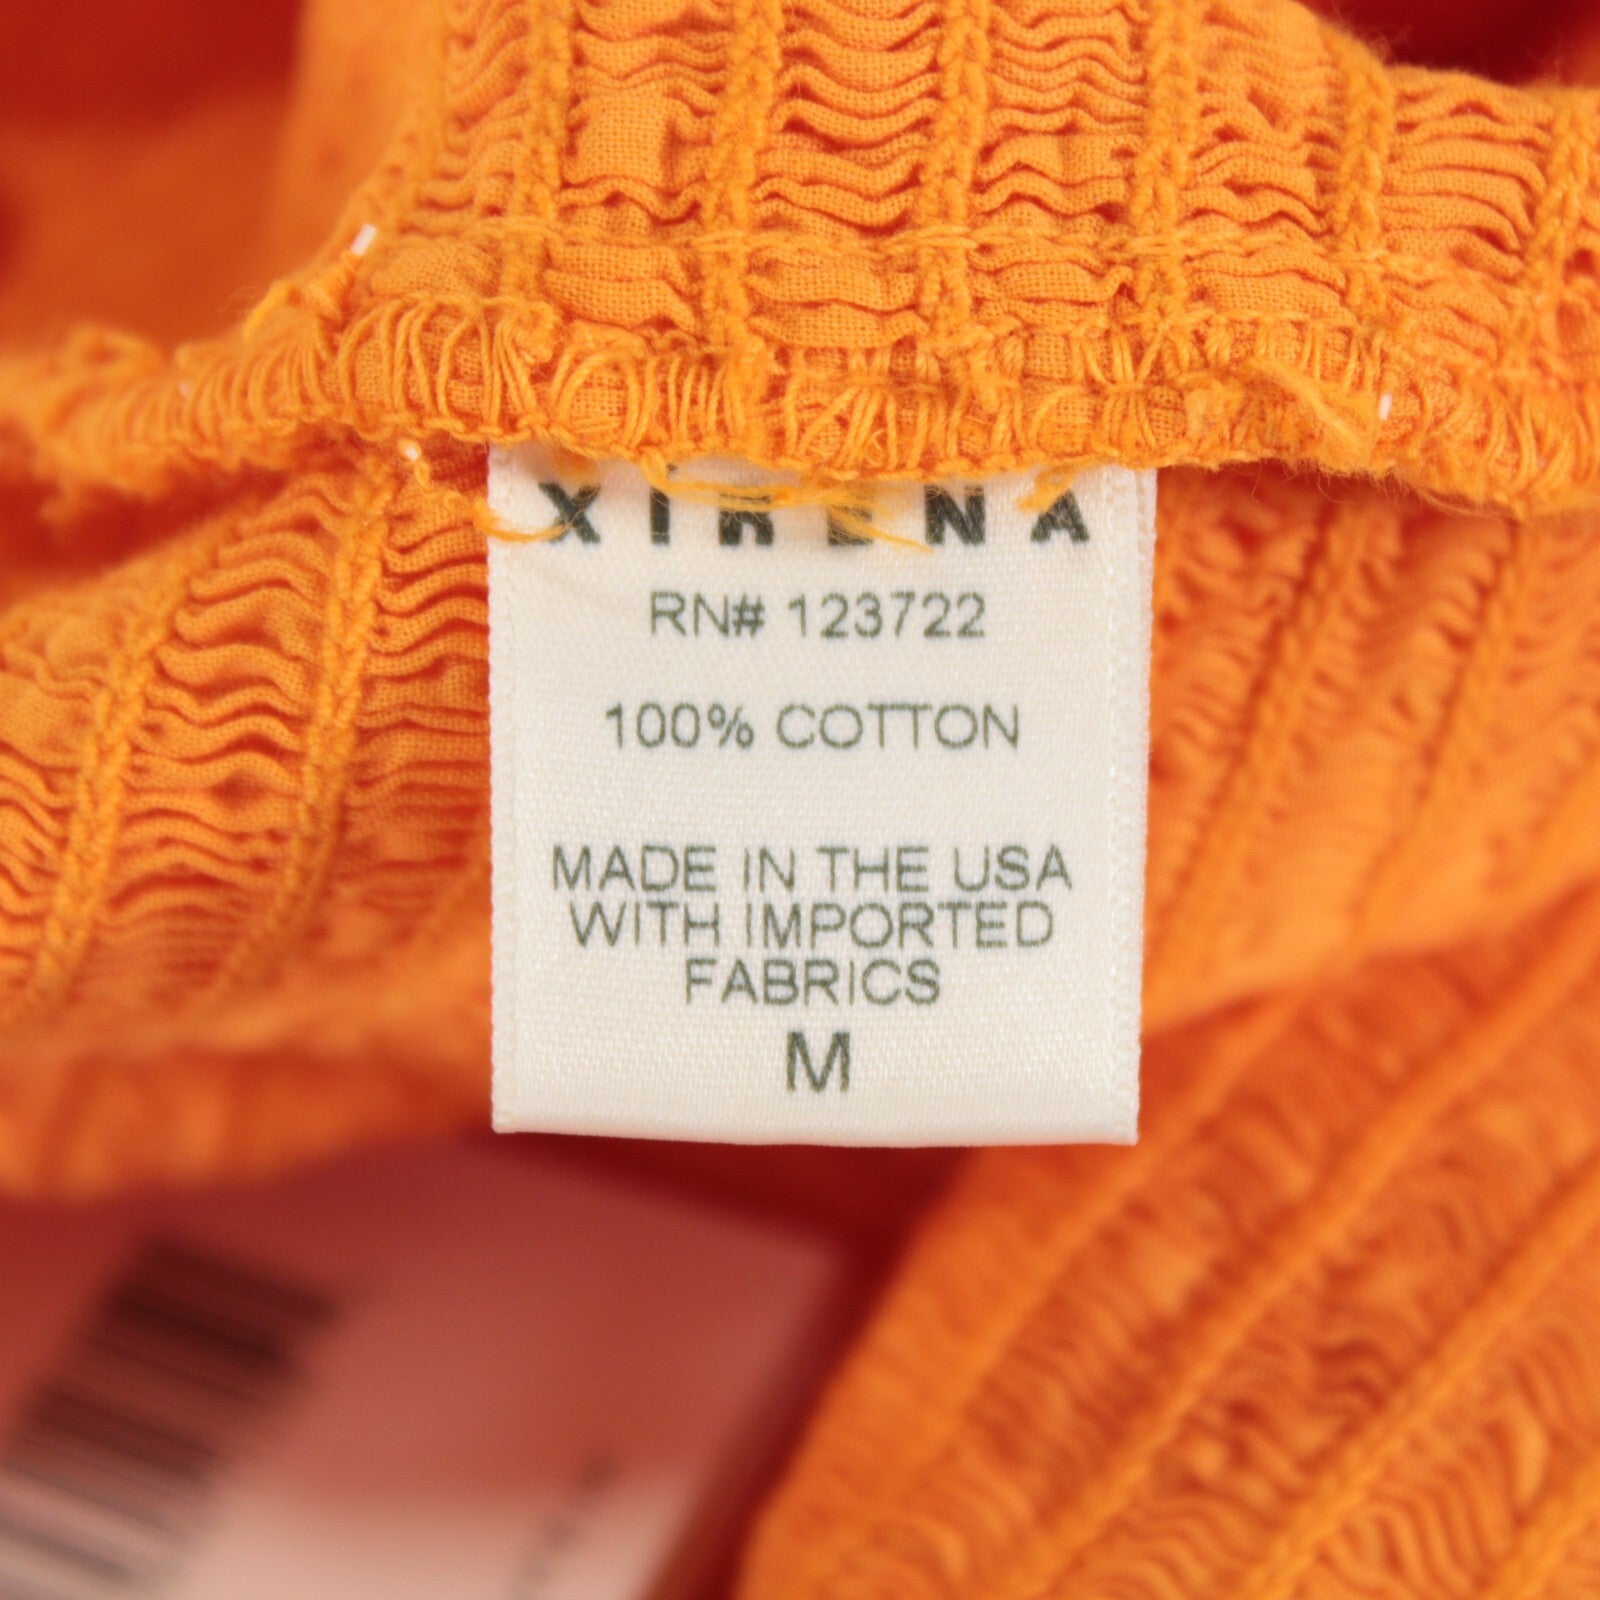 XIRENA
RN# 123722
100% COTTON
MADE IN THE USA
WITH IMPORTED
FABRICS
M